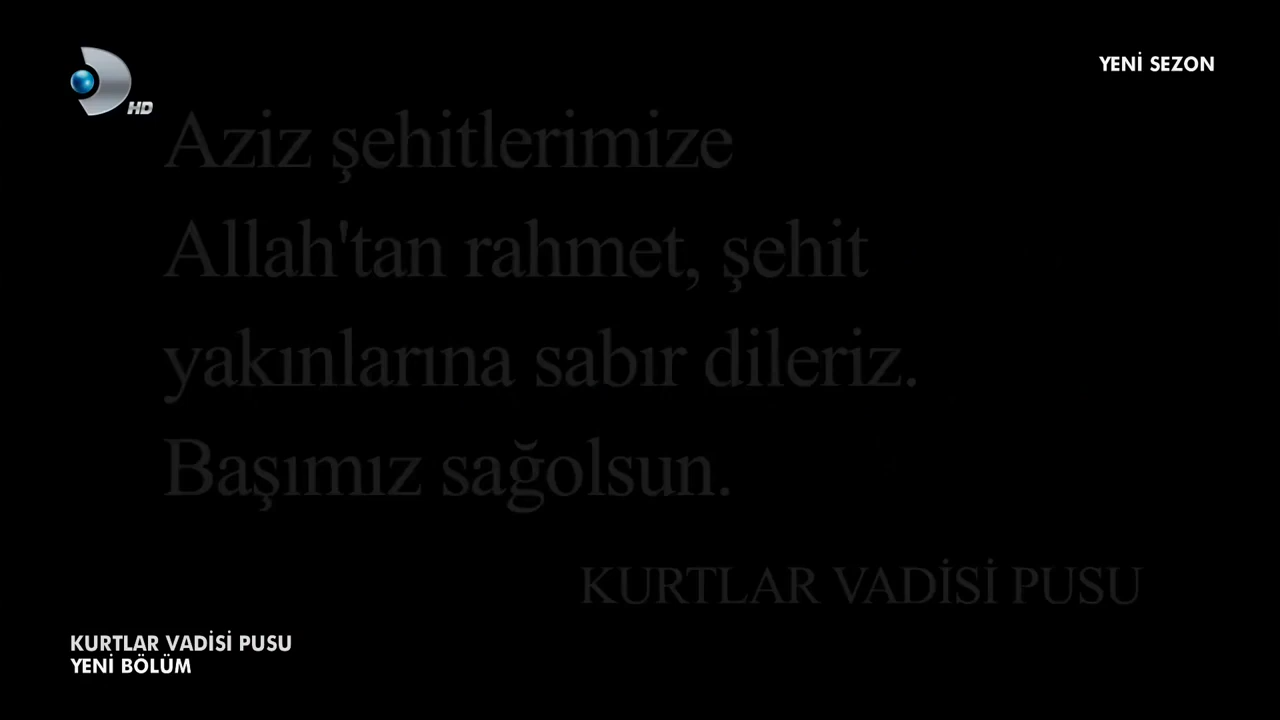 HD
YENİ SEZON
Aziz şehitlerimize
Allah'tan rahmet, şehit
yakınlarına sabır dileriz.
Başımız sağolsun.
KURTLAR VADİSİ PUSU
KURTLAR VADİSİ PUSU
YENİ BÖLÜM